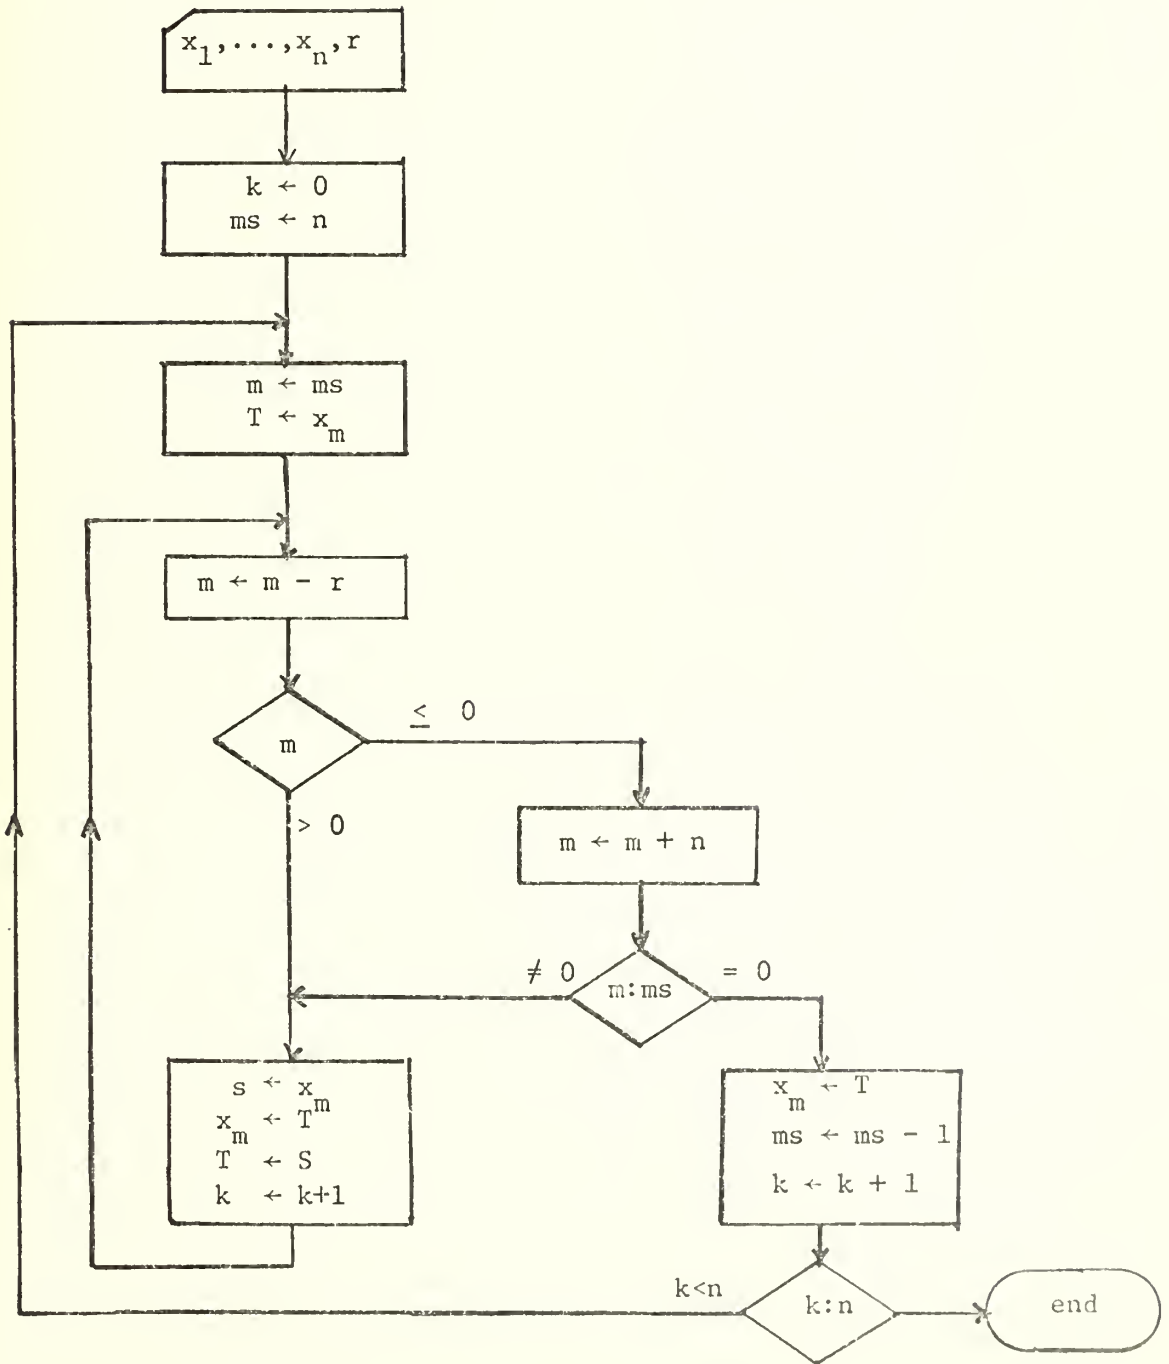 x1,...,xn,r
k ← 0
ms ← n
m ← ms
T ← xm
m ← m - r
m
≤ 0
> 0
m ← m + n
≠ 0
m:ms
= 0
s ← xm
xm ← T
T ← S
k ← k+1
xm ← T
ms ← ms - 1
k ← k + 1
k<n
k:n
end